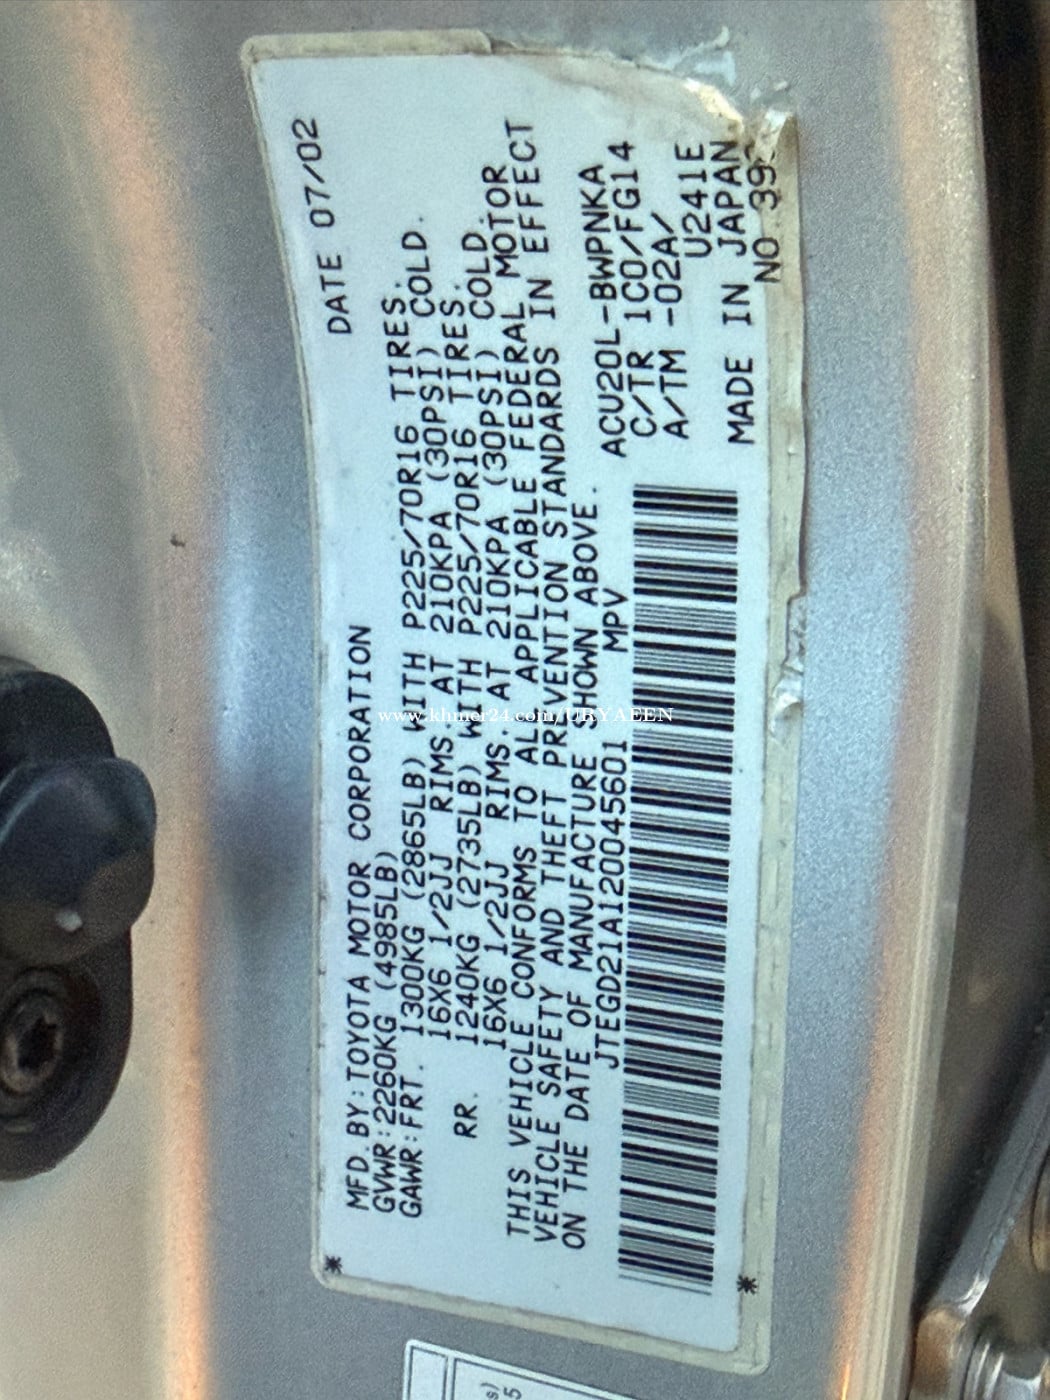 MFD. BY:TOYOTA MOTOR CORPORATION DATE 07/02
GVWR:2260KG (4985LB)
GAWR:FRT. 1300KG (2865LB) WITH P225/70R16 TIRES.
16X6 1/2JJ RIMS.AT 210KPA (30PSI) COLD.
RR. 1240KG (2735LB) WITH P225/70R16 TIRES.
16X6 1/2JJ RIMS.AT 210KPA (30PSI) COLD.
THIS VEHICLE CONFORMS TO ALL APPLICABLE FEDERAL MOTOR
VEHICLE SAFETY AND THEFT PREVENTION STANDARDS IN EFFECT
ON THE DATE OF MANUFACTURE SHOWN ABOVE.
JTEGD21A120045601 MPV ACU20L-BWPNKA
C/TR 1C0/FG14
A/TM -02A/
U241E
MADE IN JAPAN
NO
www.khmer24.com/URYAEEN